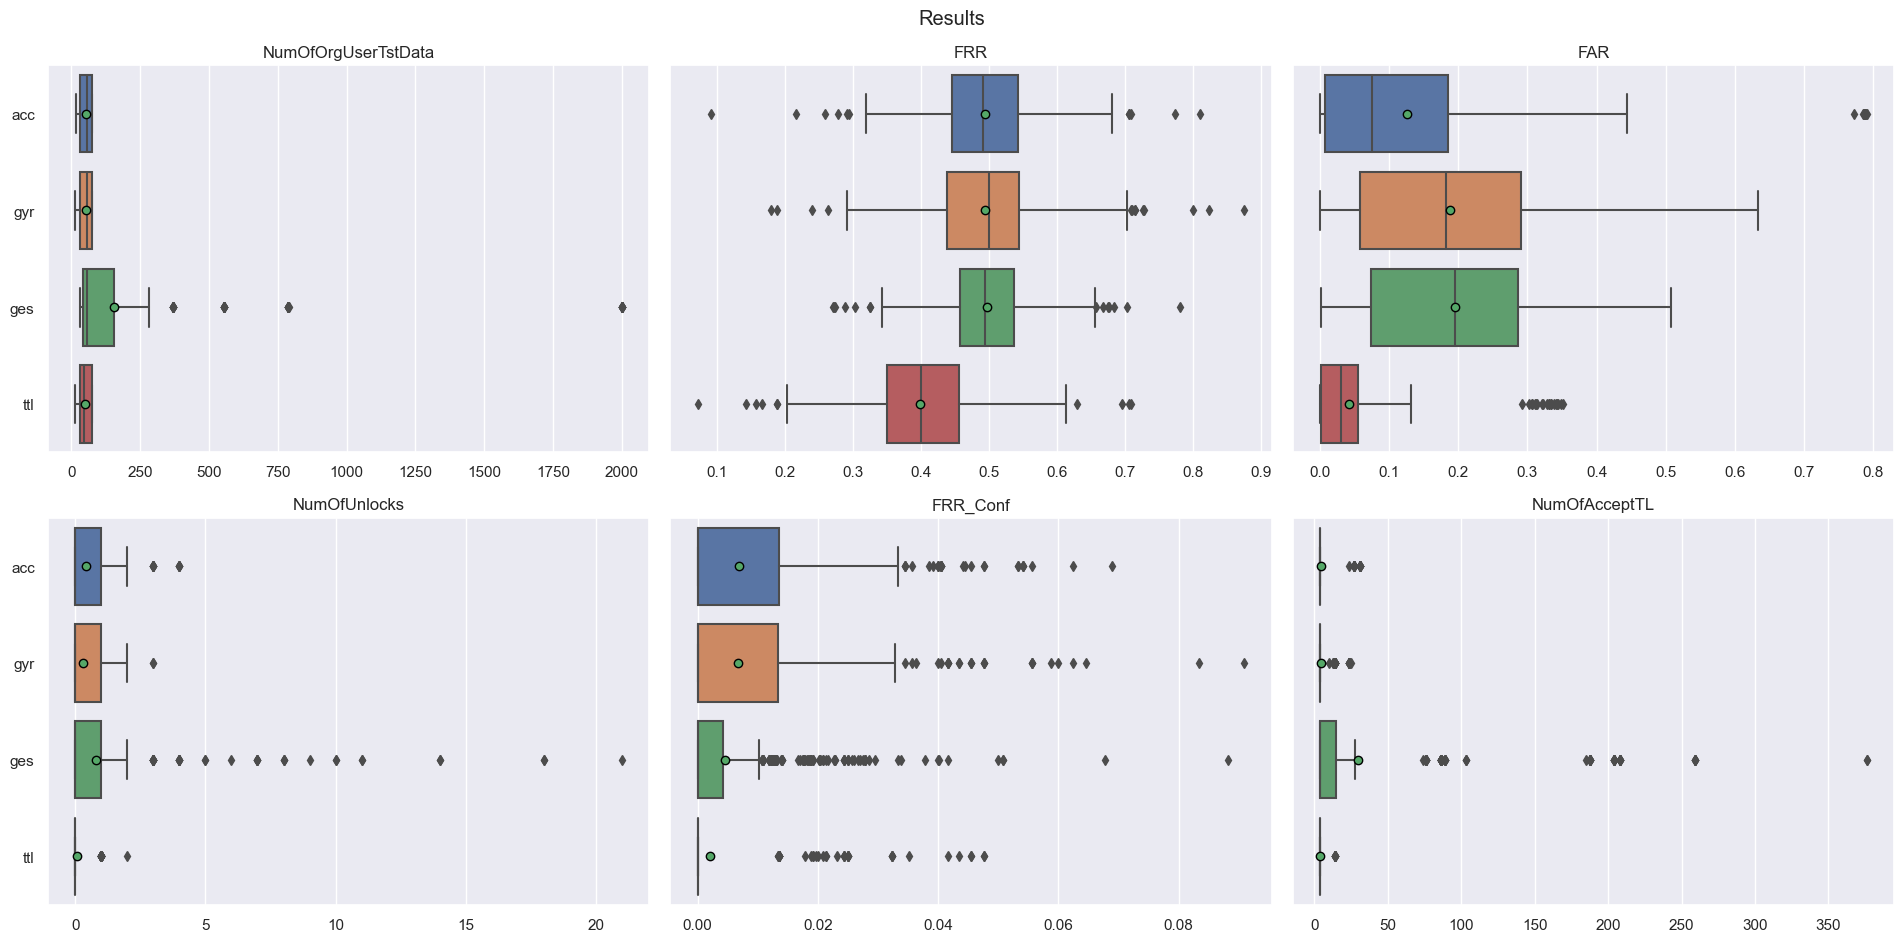 Results
NumOfOrgUserTstData
FRR
FAR
acc
gyr
ges
ttl
0 250 500 750 1000 1250 1500 1750 2000
0.1 0.2 0.3 0.4 0.5 0.6 0.7 0.8 0.9
0.0 0.1 0.2 0.3 0.4 0.5 0.6 0.7 0.8
NumOfUnlocks
FRR_Conf
NumOfAcceptTL
acc
gyr
ges
ttl
0 5 10 15 20
0.00 0.02 0.04 0.06 0.08
0 50 100 150 200 250 300 350